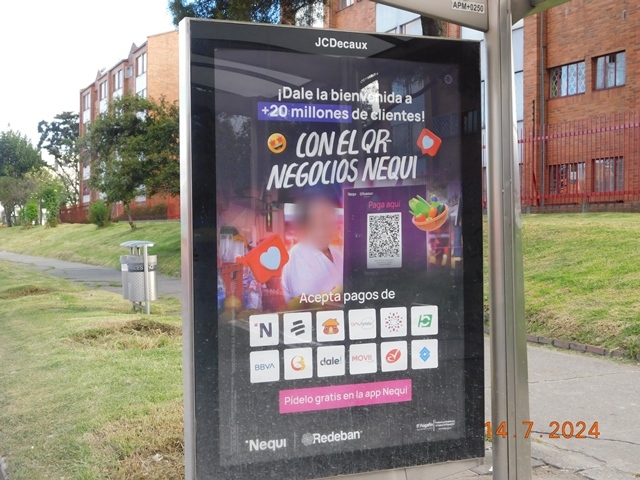 APM+0250
JCDecaux
¡Dale la bienvenida a
+20 millones de clientes!
CON EL QR
NEGOCIOS NEQUI
Paga aquí
Acepta pagos de
N
BBVA
dale!
MOVII
Pídelo gratis en la app Nequi
Nequi
Redeban
14.7.2024